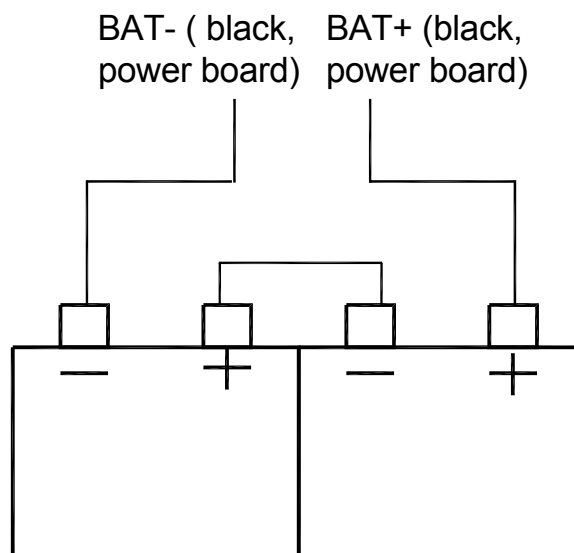 BAT- ( black,
power board)
BAT+ (black,
power board)
— + — +